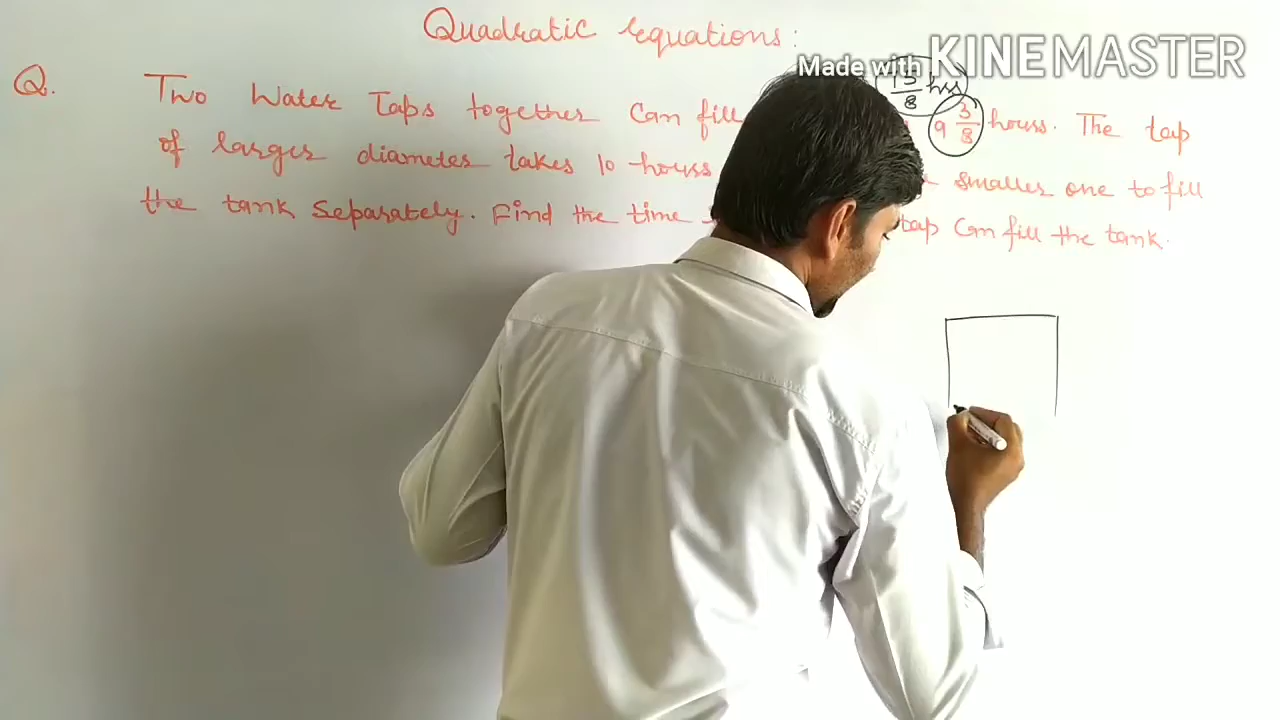 Quadratic equations:
Made with KINEMASTER
Q. Two Water Taps together Can fill 9 3/8 hours. The tap
hrs
of larger diameter takes 10 hours smaller one to fill
the tank Separately. Find the time tap Can fill the tank.